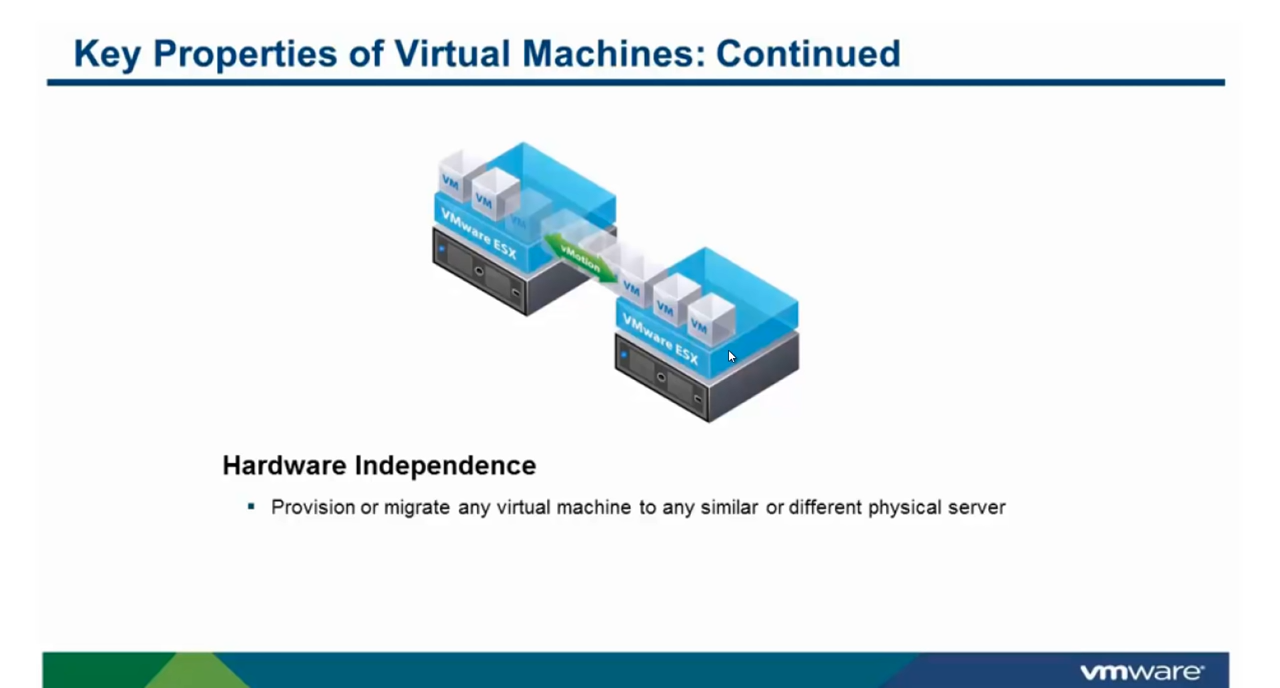 Key Properties of Virtual Machines: Continued
VM
VM
VM
VMware ESX
vMotion
VM
VM
VM
VMware ESX
Hardware Independence
▪ Provision or migrate any virtual machine to any similar or different physical server
vmware®